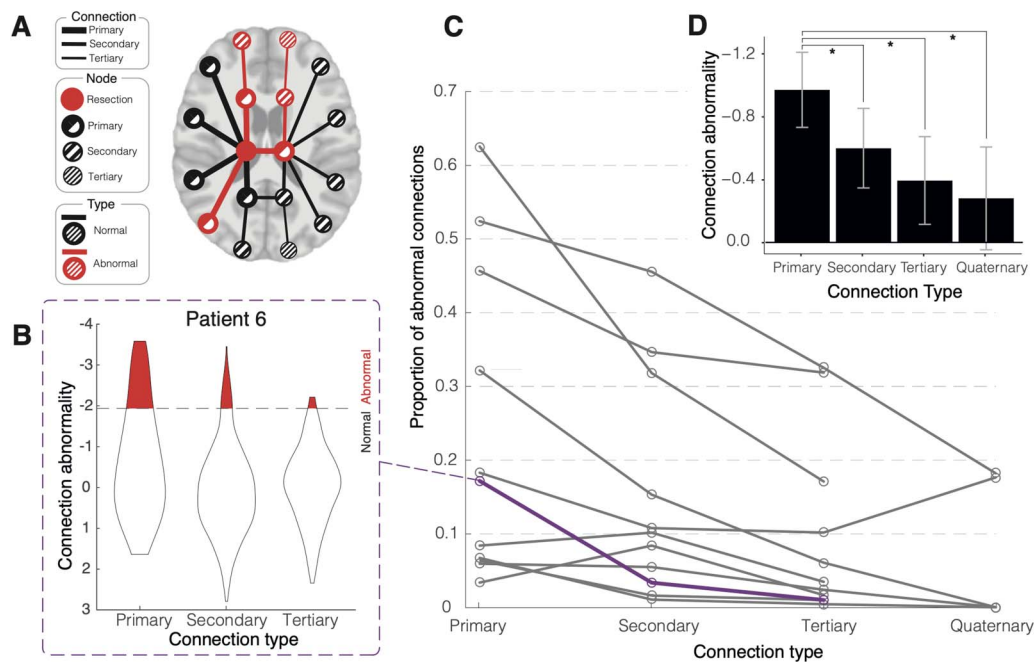 A
Connection
Primary
Secondary
Tertiary
Node
Resection
Primary
Secondary
Tertiary
Type
Normal
Abnormal
B
Patient 6
Connection abnormality
-4
-3
-2
-1
0
1
2
3
Normal
Abnormal
Primary
Secondary
Tertiary
Connection type
C
Proportion of abnormal connections
0.7
0.6
0.5
0.4
0.3
0.2
0.1
0
Primary
Secondary
Tertiary
Quaternary
Connection type
D
Connection abnormality
-1.2
-0.8
-0.4
0.0
*
*
*
Primary
Secondary
Tertiary
Quaternary
Connection Type